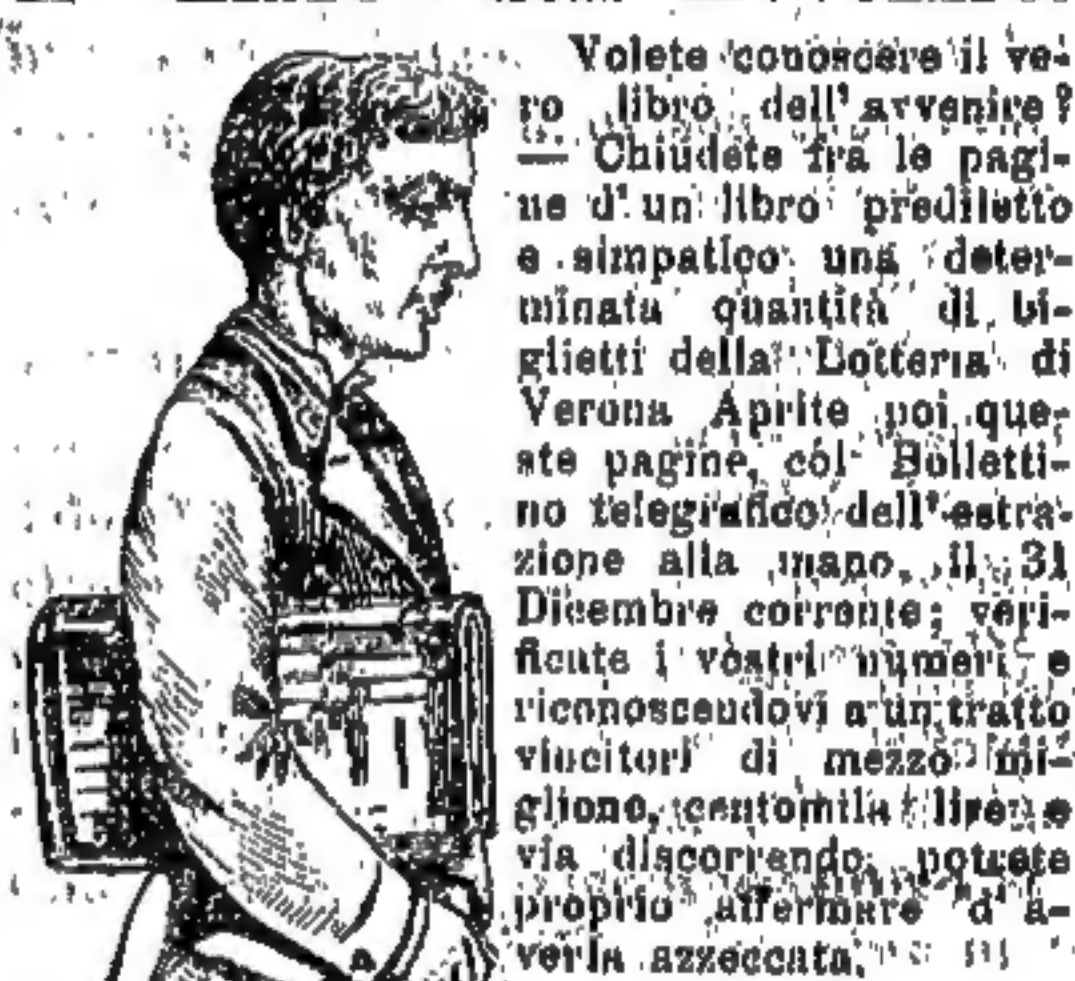 Volete conoscere il ve-
ro libro dell'avvenire?
— Chiudete fra le pagi-
ne d'un libro prediletto
e simpatico una deter-
minata quantità di bi-
glietti della Lotteria di
Verona Aprite poi que-
ste pagine, col Bolletti-
no telegrafico dell'estra-
zione alla mano, il 31
Dicembre corrente; veri-
ficate i vostri numeri e
riconoscendovi a un tratto
vincitori di mezzo mi-
glione, centomila lire e
via discorrendo, potrete
proprio affermare d'a-
verla azzeccata.